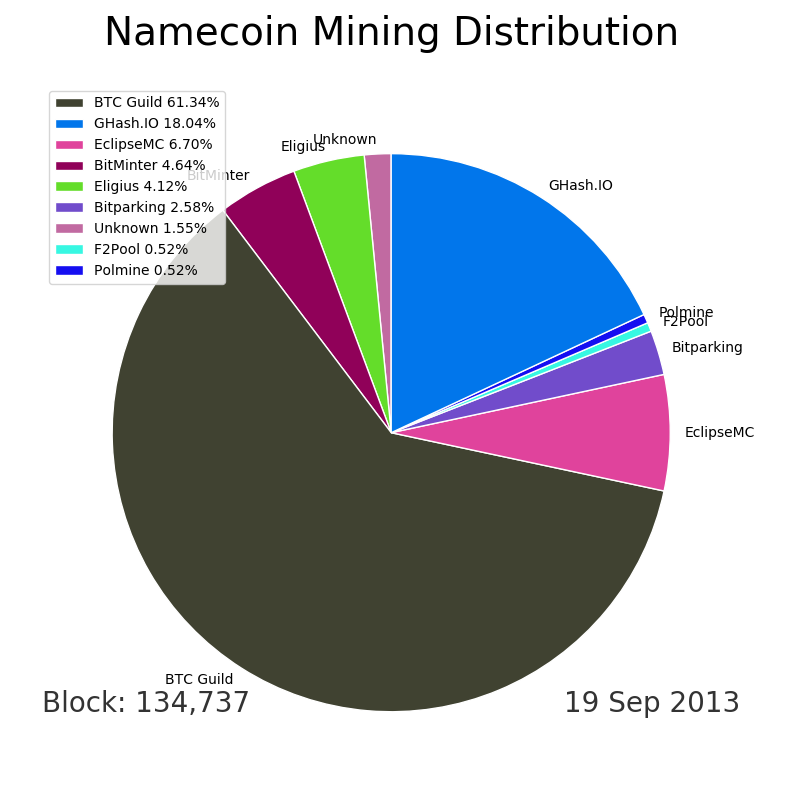 Namecoin Mining Distribution
BTC Guild 61.34%
GHash.IO 18.04%
EclipseMC 6.70%
BitMinter 4.64%
Eligius 4.12%
Bitparking 2.58%
Unknown 1.55%
F2Pool 0.52%
Polmine 0.52%
Unknown
Eligius
BitMinter
GHash.IO
Polmine
F2Pool
Bitparking
EclipseMC
BTC Guild
Block: 134,737
19 Sep 2013